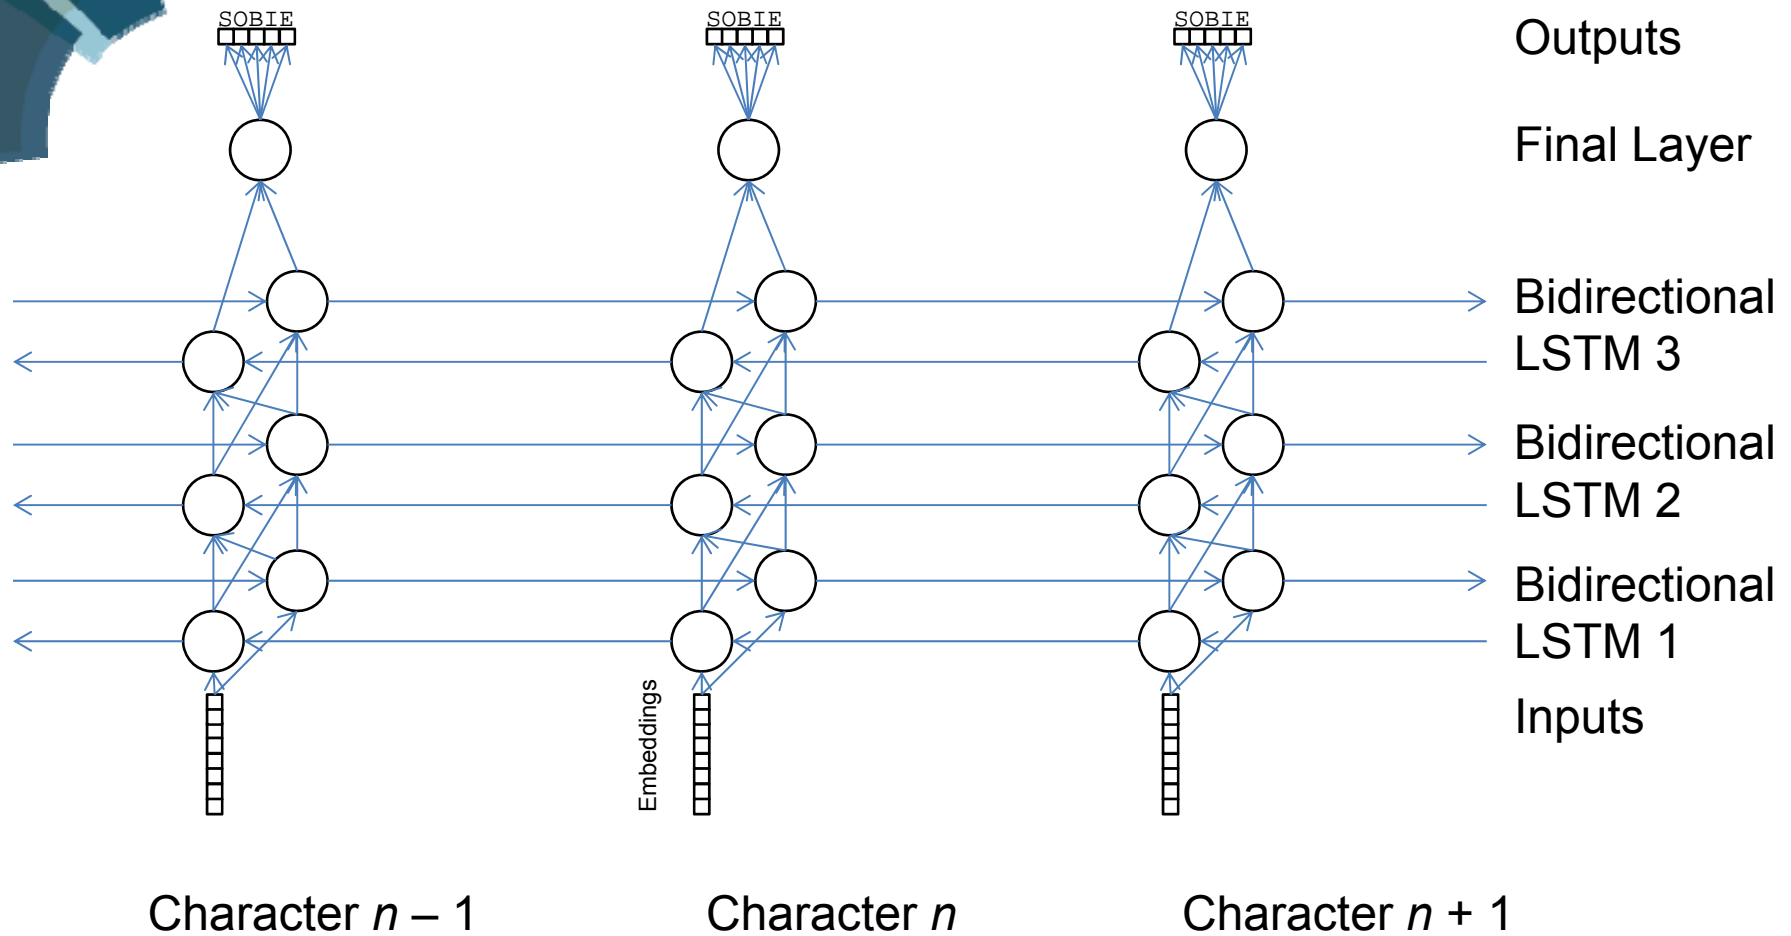 SOBIE SOBIE SOBIE
Outputs
Final Layer
Bidirectional
LSTM 3
Bidirectional
LSTM 2
Bidirectional
LSTM 1
Embeddings
Inputs
Character n – 1 Character n Character n + 1